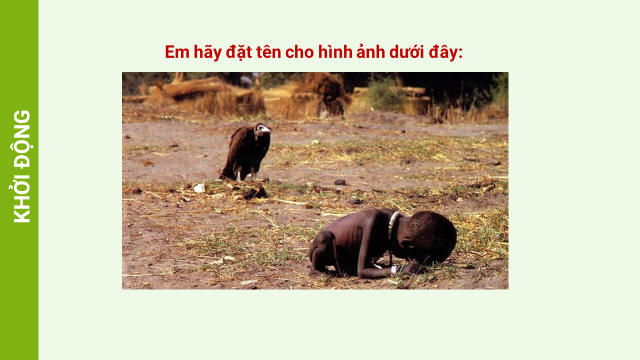 Em hãy đặt tên cho hình ảnh dưới đây:
KHỞI ĐỘNG